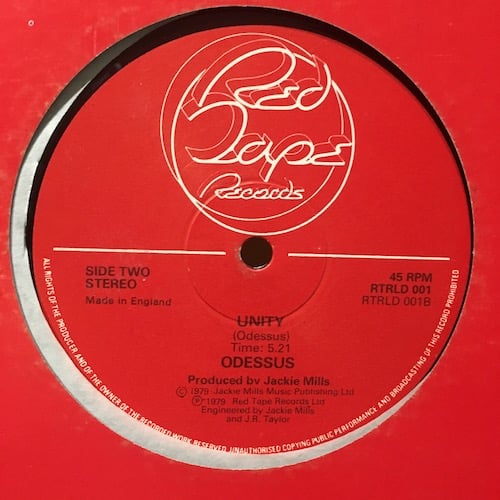 Red
Tape
Records
SIDE TWO
STEREO
Made in England
45 RPM
RTRLD 001
RTRLD 001B
UNITY
(Odessus)
Time: 5.21
ODESSUS
Produced by Jackie Mills
© 1979 Jackie Mills Music Publishing Ltd
℗ 1979 Red Tape Records Ltd
Engineered by Jackie Mills
and J.R. Taylor
ALL RIGHTS OF THE PRODUCER AND OF THE OWNER OF THE RECORDED WORK RESERVED. UNAUTHORISED COPYING PUBLIC PERFORMANCE AND BROADCASTING OF THIS RECORD PROHIBITED